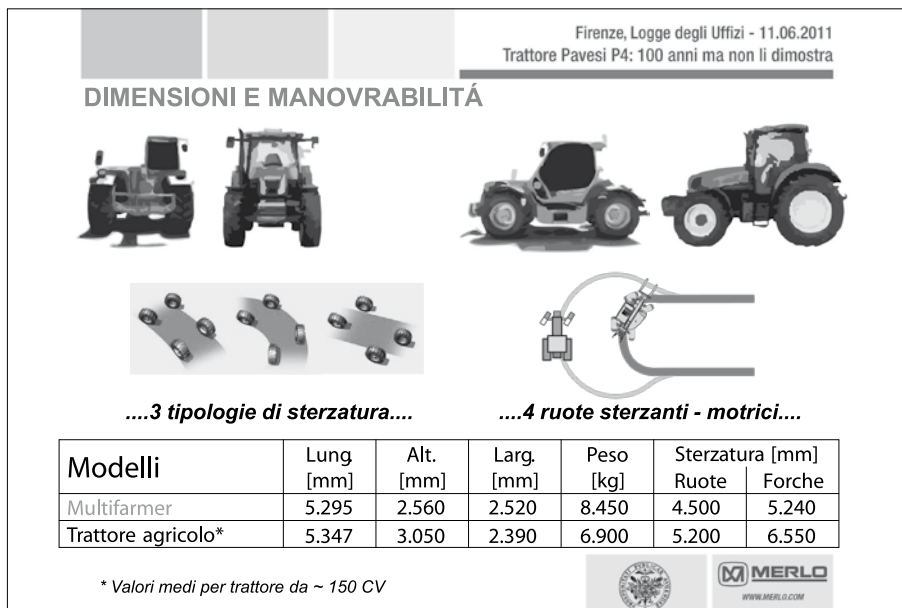 Firenze, Logge degli Uffizi - 11.06.2011
Trattore Pavesi P4: 100 anni ma non li dimostra
DIMENSIONI E MANOVRABILITÁ
....3 tipologie di sterzatura....
....4 ruote sterzanti - motrici....
Modelli Lung. [mm] Alt. [mm] Larg. [mm] Peso [kg] Sterzatura [mm] Ruote Forche
Multifarmer 5.295 2.560 2.520 8.450 4.500 5.240
Trattore agricolo* 5.347 3.050 2.390 6.900 5.200 6.550
* Valori medi per trattore da ~ 150 CV
MERLO
WWW.MERLO.COM